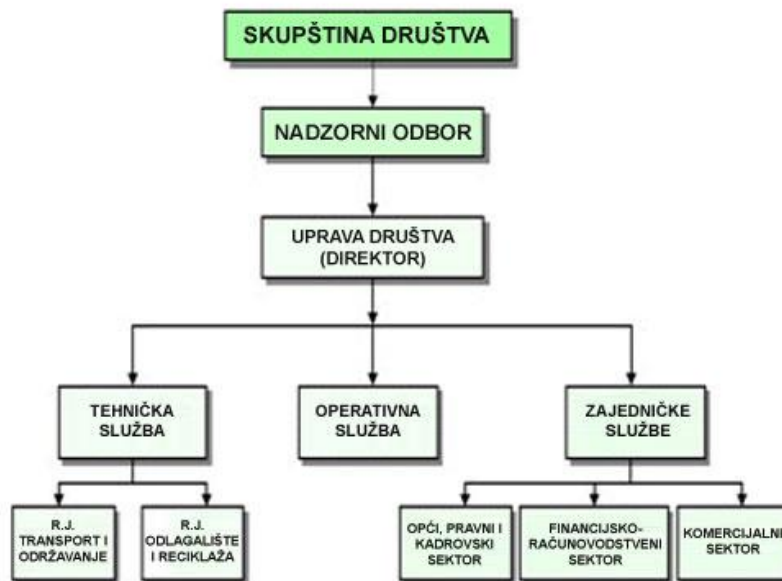 SKUPŠTINA DRUŠTVA
NADZORNI ODBOR
UPRAVA DRUŠTVA
(DIREKTOR)
TEHNIČKA
SLUŽBA
OPERATIVNA
SLUŽBA
ZAJEDNIČKE
SLUŽBE
R.J.
TRANSPORT I
ODRŽAVANJE
R.J.
ODLAGALIŠTE
I RECIKLAŽA
OPĆI, PRAVNI I
KADROVSKI
SEKTOR
FINANCIJSKO-
RAČUNOVODSTVENI
SEKTOR
KOMERCIJALNI
SEKTOR